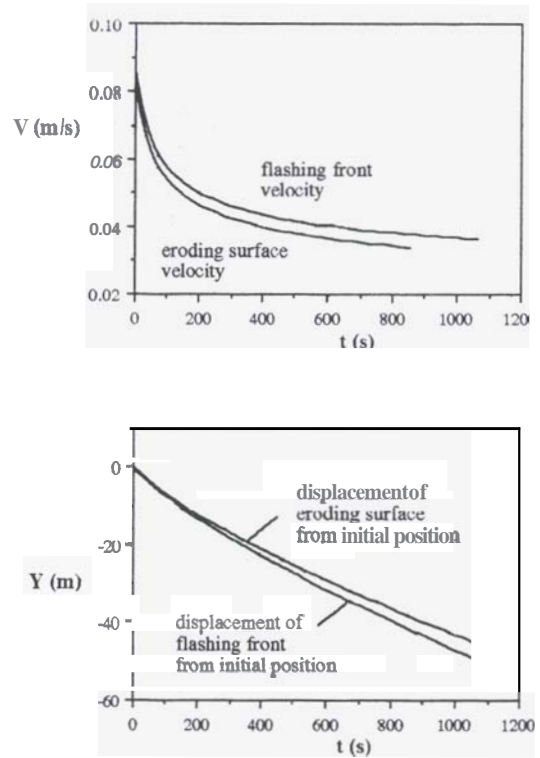 0.10
0.08
V (m/s)
0.06
flashing front
velocity
0.04
eroding surface
velocity
0.02
0 200 400 600 800 1000 120
t (s)
0
displacement of
eroding surface
from initial position
-20
Y (m)
-40
displacement of
flashing front
from initial position
-60
0 200 400 600 800 1000 1200
t (s)